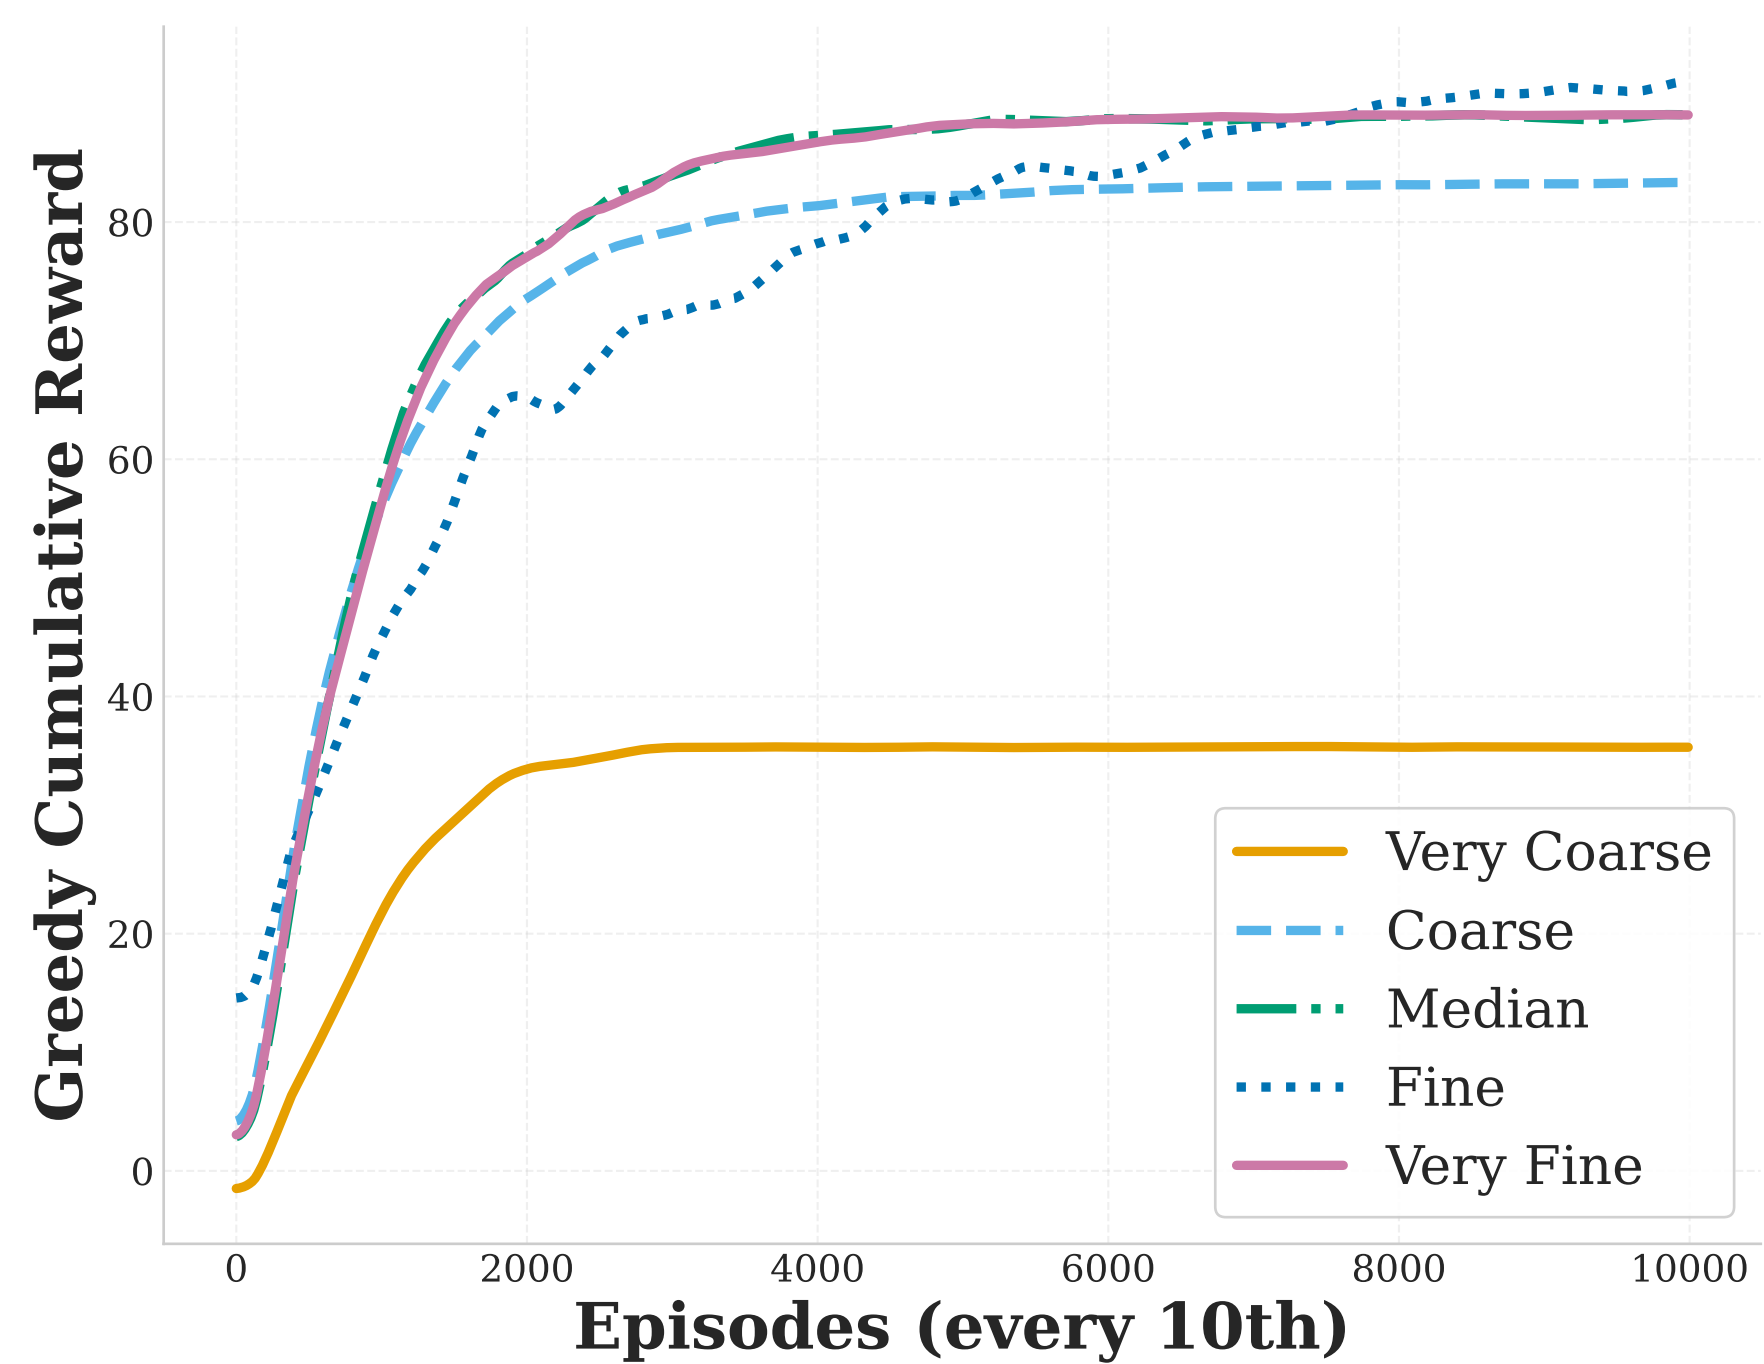 Greedy Cumulative Reward
80
60
40
20
0
0 2000 4000 6000 8000 10000
Episodes (every 10th)
Very Coarse
Coarse
Median
Fine
Very Fine